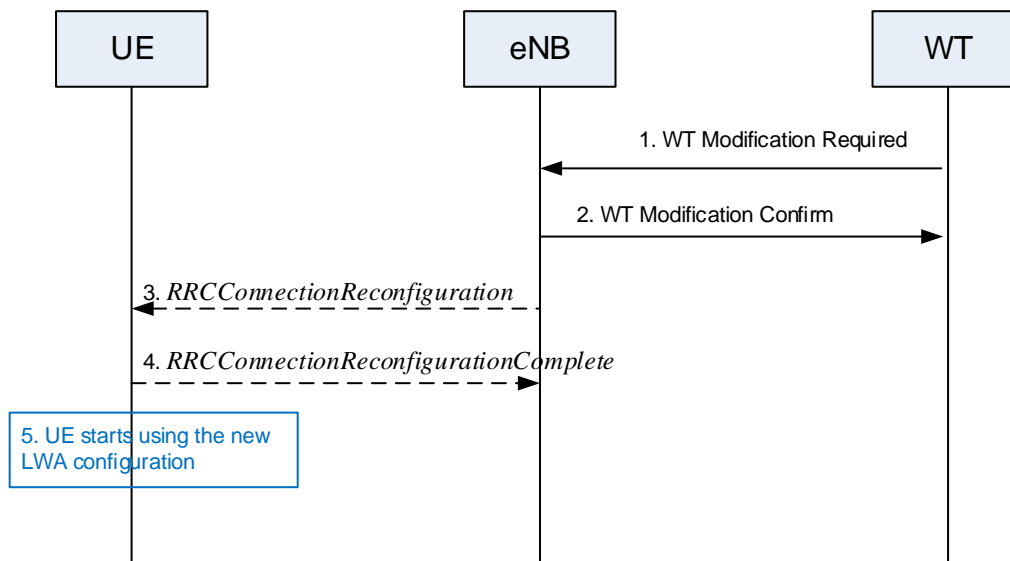 UE
eNB
WT
1. WT Modification Required
2. WT Modification Confirm
3. RRCConnectionReconfiguration
4. RRCConnectionReconfigurationComplete
5. UE starts using the new
LWA configuration